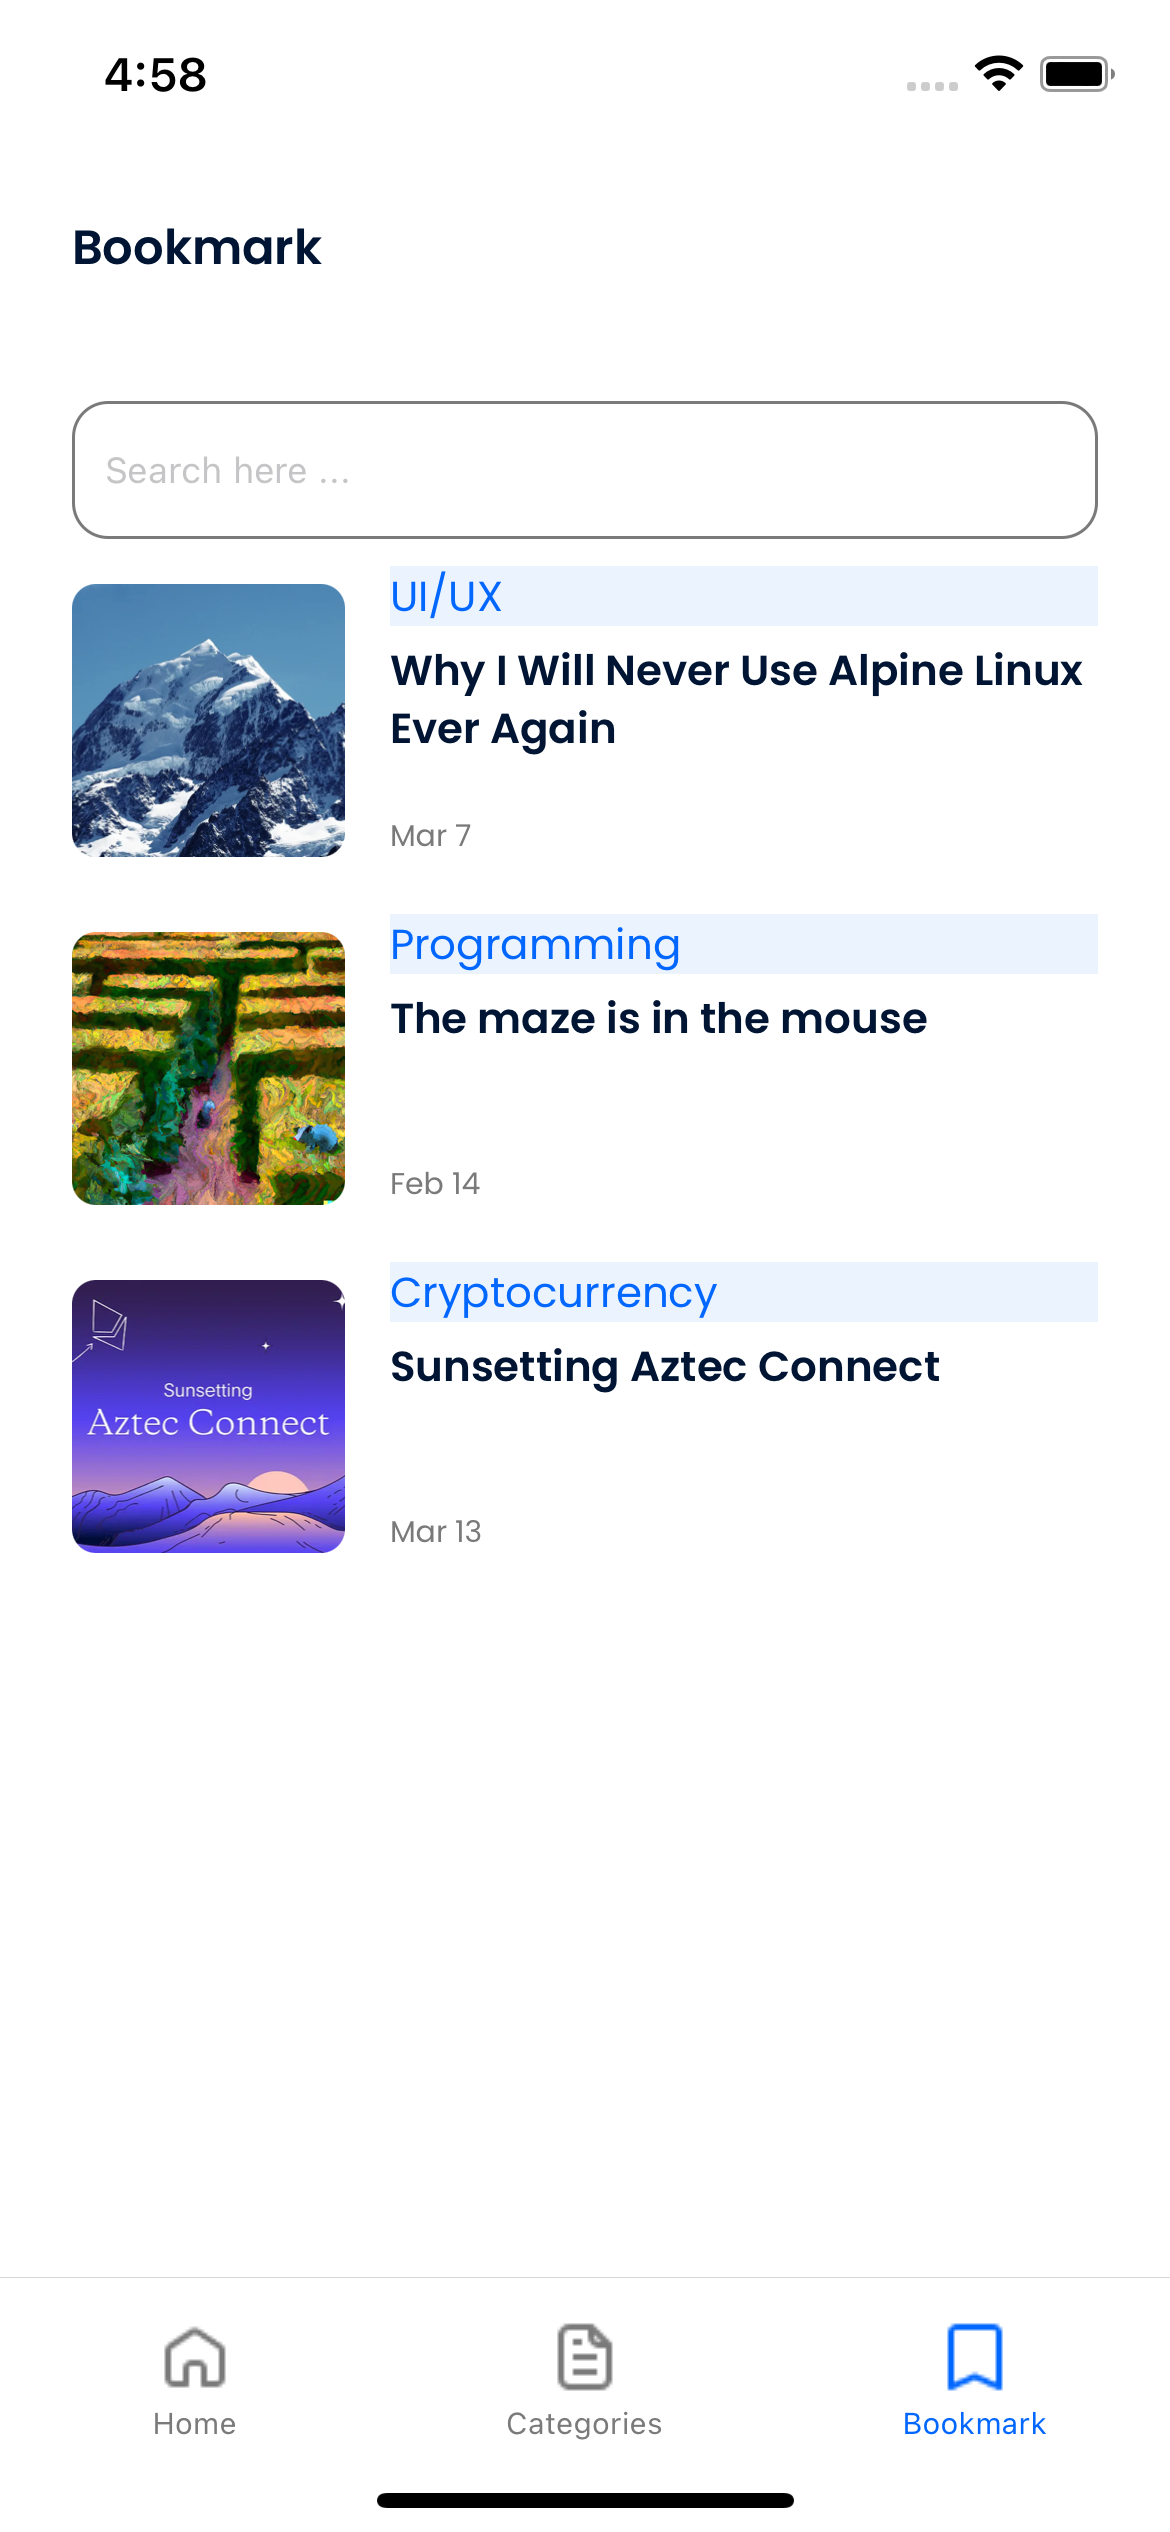 4:58
Bookmark
Search here ...
UI/UX
Why I Will Never Use Alpine Linux
Ever Again
Mar 7
Programming
The maze is in the mouse
Feb 14
Cryptocurrency
Sunsetting Aztec Connect
Sunsetting
Aztec Connect
Mar 13
Home
Categories
Bookmark